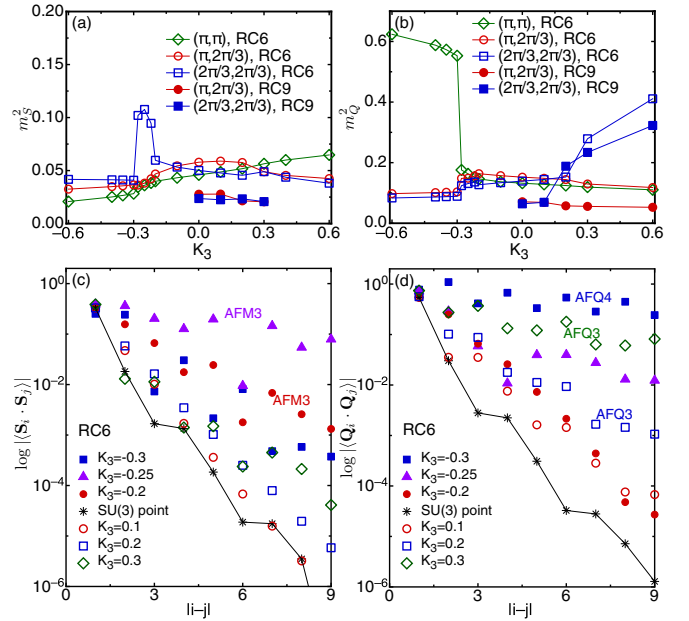 (a)
(π,π), RC6
(π,2π/3), RC6
(2π/3,2π/3), RC6
(π,2π/3), RC9
(2π/3,2π/3), RC9
m²_S
0.20
0.15
0.10
0.05
0.00
−0.6
−0.3
0.0
0.3
0.6
K₃
(b)
(π,π), RC6
(π,2π/3), RC6
(2π/3,2π/3), RC6
(π,2π/3), RC9
(2π/3,2π/3), RC9
m²_Q
0.6
0.4
0.2
0.0
−0.6
−0.3
0.0
0.3
0.6
K₃
(c)
AFM3
AFM3
log |⟨S_i · S_j⟩|
RC6
K₃=-0.3
K₃=-0.25
K₃=-0.2
SU(3) point
K₃=0.1
K₃=0.2
K₃=0.3
10⁰
10⁻²
10⁻⁴
10⁻⁶
0
3
6
9
|i–j|
(d)
AFQ4
AFQ3
AFQ3
log |⟨Q_i · Q_j⟩|
RC6
K₃=-0.3
K₃=-0.25
K₃=-0.2
SU(3) point
K₃=0.1
K₃=0.2
K₃=0.3
10⁰
10⁻²
10⁻⁴
10⁻⁶
0
3
6
9
|i–j|